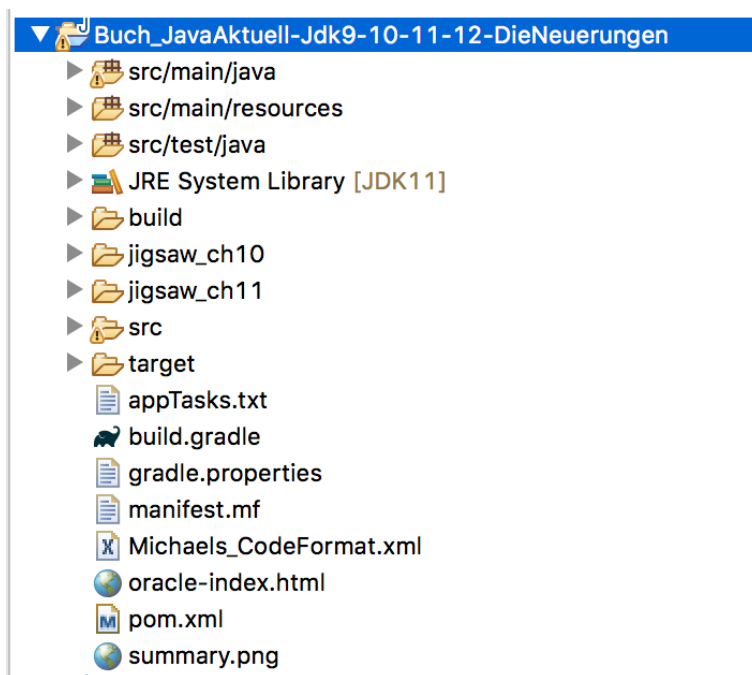 Buch_JavaAktuell-Jdk9-10-11-12-DieNeuerungen
src/main/java
src/main/resources
src/test/java
JRE System Library [JDK11]
build
jigsaw_ch10
jigsaw_ch11
src
target
appTasks.txt
build.gradle
gradle.properties
manifest.mf
Michaels_CodeFormat.xml
oracle-index.html
pom.xml
summary.png